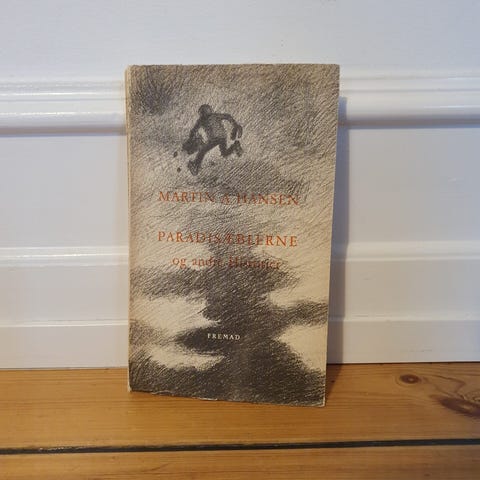 MARTIN A HANSEN
PARADISÆBLERNE
og andre Historier
FREMAD